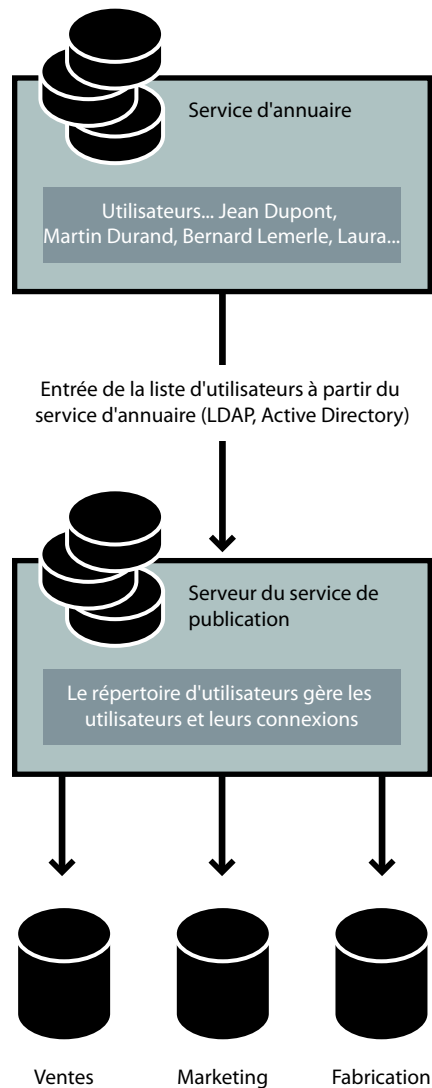 Service d'annuaire
Utilisateurs... Jean Dupont,
Martin Durand, Bernard Lemerle, Laura...
Entrée de la liste d'utilisateurs à partir du
service d'annuaire (LDAP, Active Directory)
Serveur du service de
publication
Le répertoire d'utilisateurs gère les
utilisateurs et leurs connexions
Ventes
Marketing
Fabrication